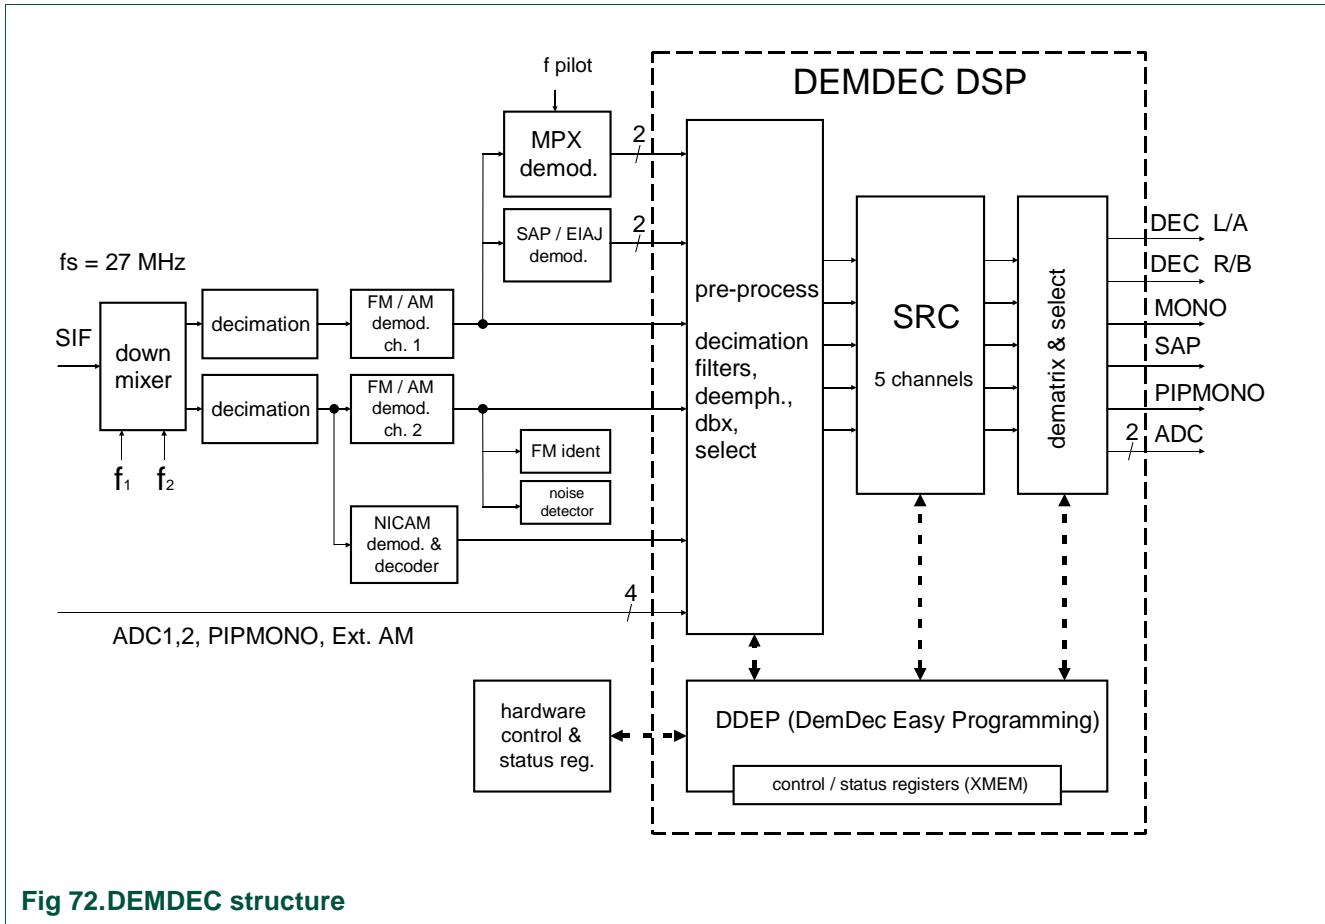 f pilot
DEMDEC DSP
MPX
demod.
2
SAP / EIAJ
demod.
2
fs = 27 MHz
SIF
down
mixer
f1
f2
decimation
decimation
FM / AM
demod.
ch. 1
FM / AM
demod.
ch. 2
FM ident
noise
detector
NICAM
demod. &
decoder
4
ADC1,2, PIPMONO, Ext. AM
pre-process
decimation
filters,
deemph.,
dbx,
select
SRC
5 channels
dematrix & select
DEC L/A
DEC R/B
MONO
SAP
PIPMONO
2
ADC
hardware
control &
status reg.
DDEP (DemDec Easy Programming)
control / status registers (XMEM)
Fig 72.DEMDEC structure